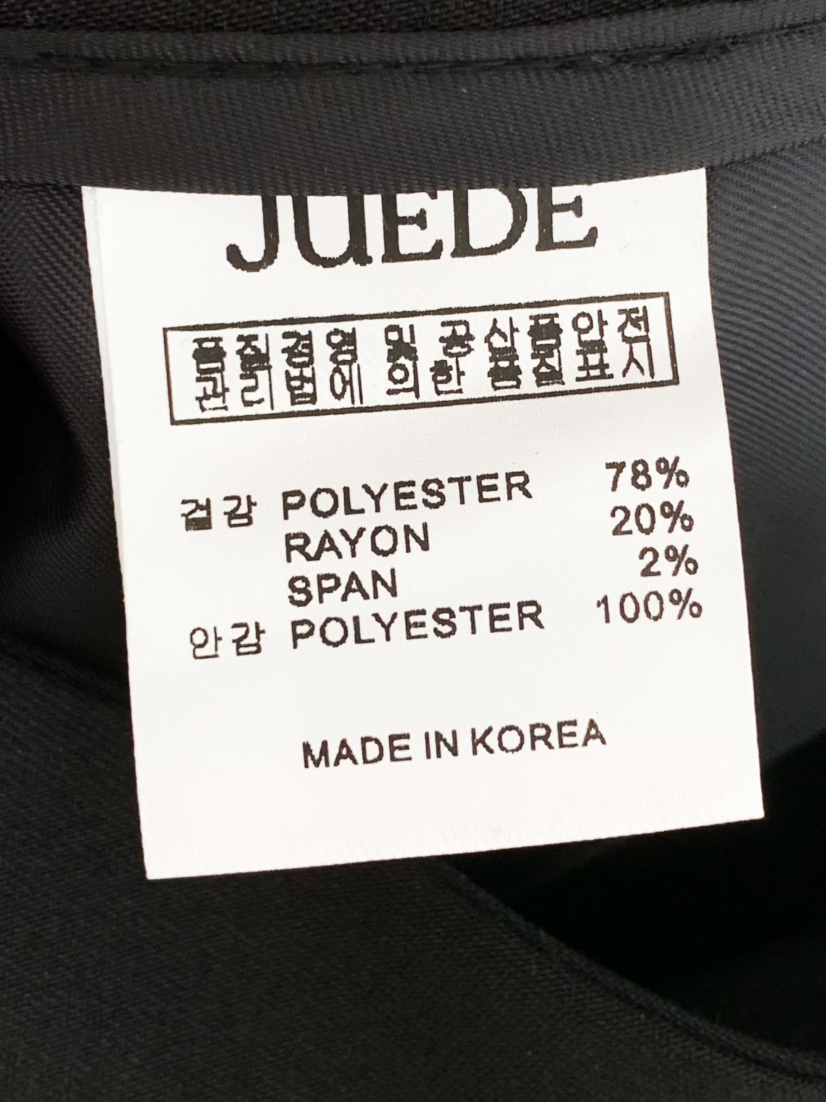 JUEDE
품질경영 및 공산품안전
관리법에 의한 품질표시
겉감 POLYESTER 78%
RAYON 20%
SPAN 2%
안감 POLYESTER 100%
MADE IN KOREA